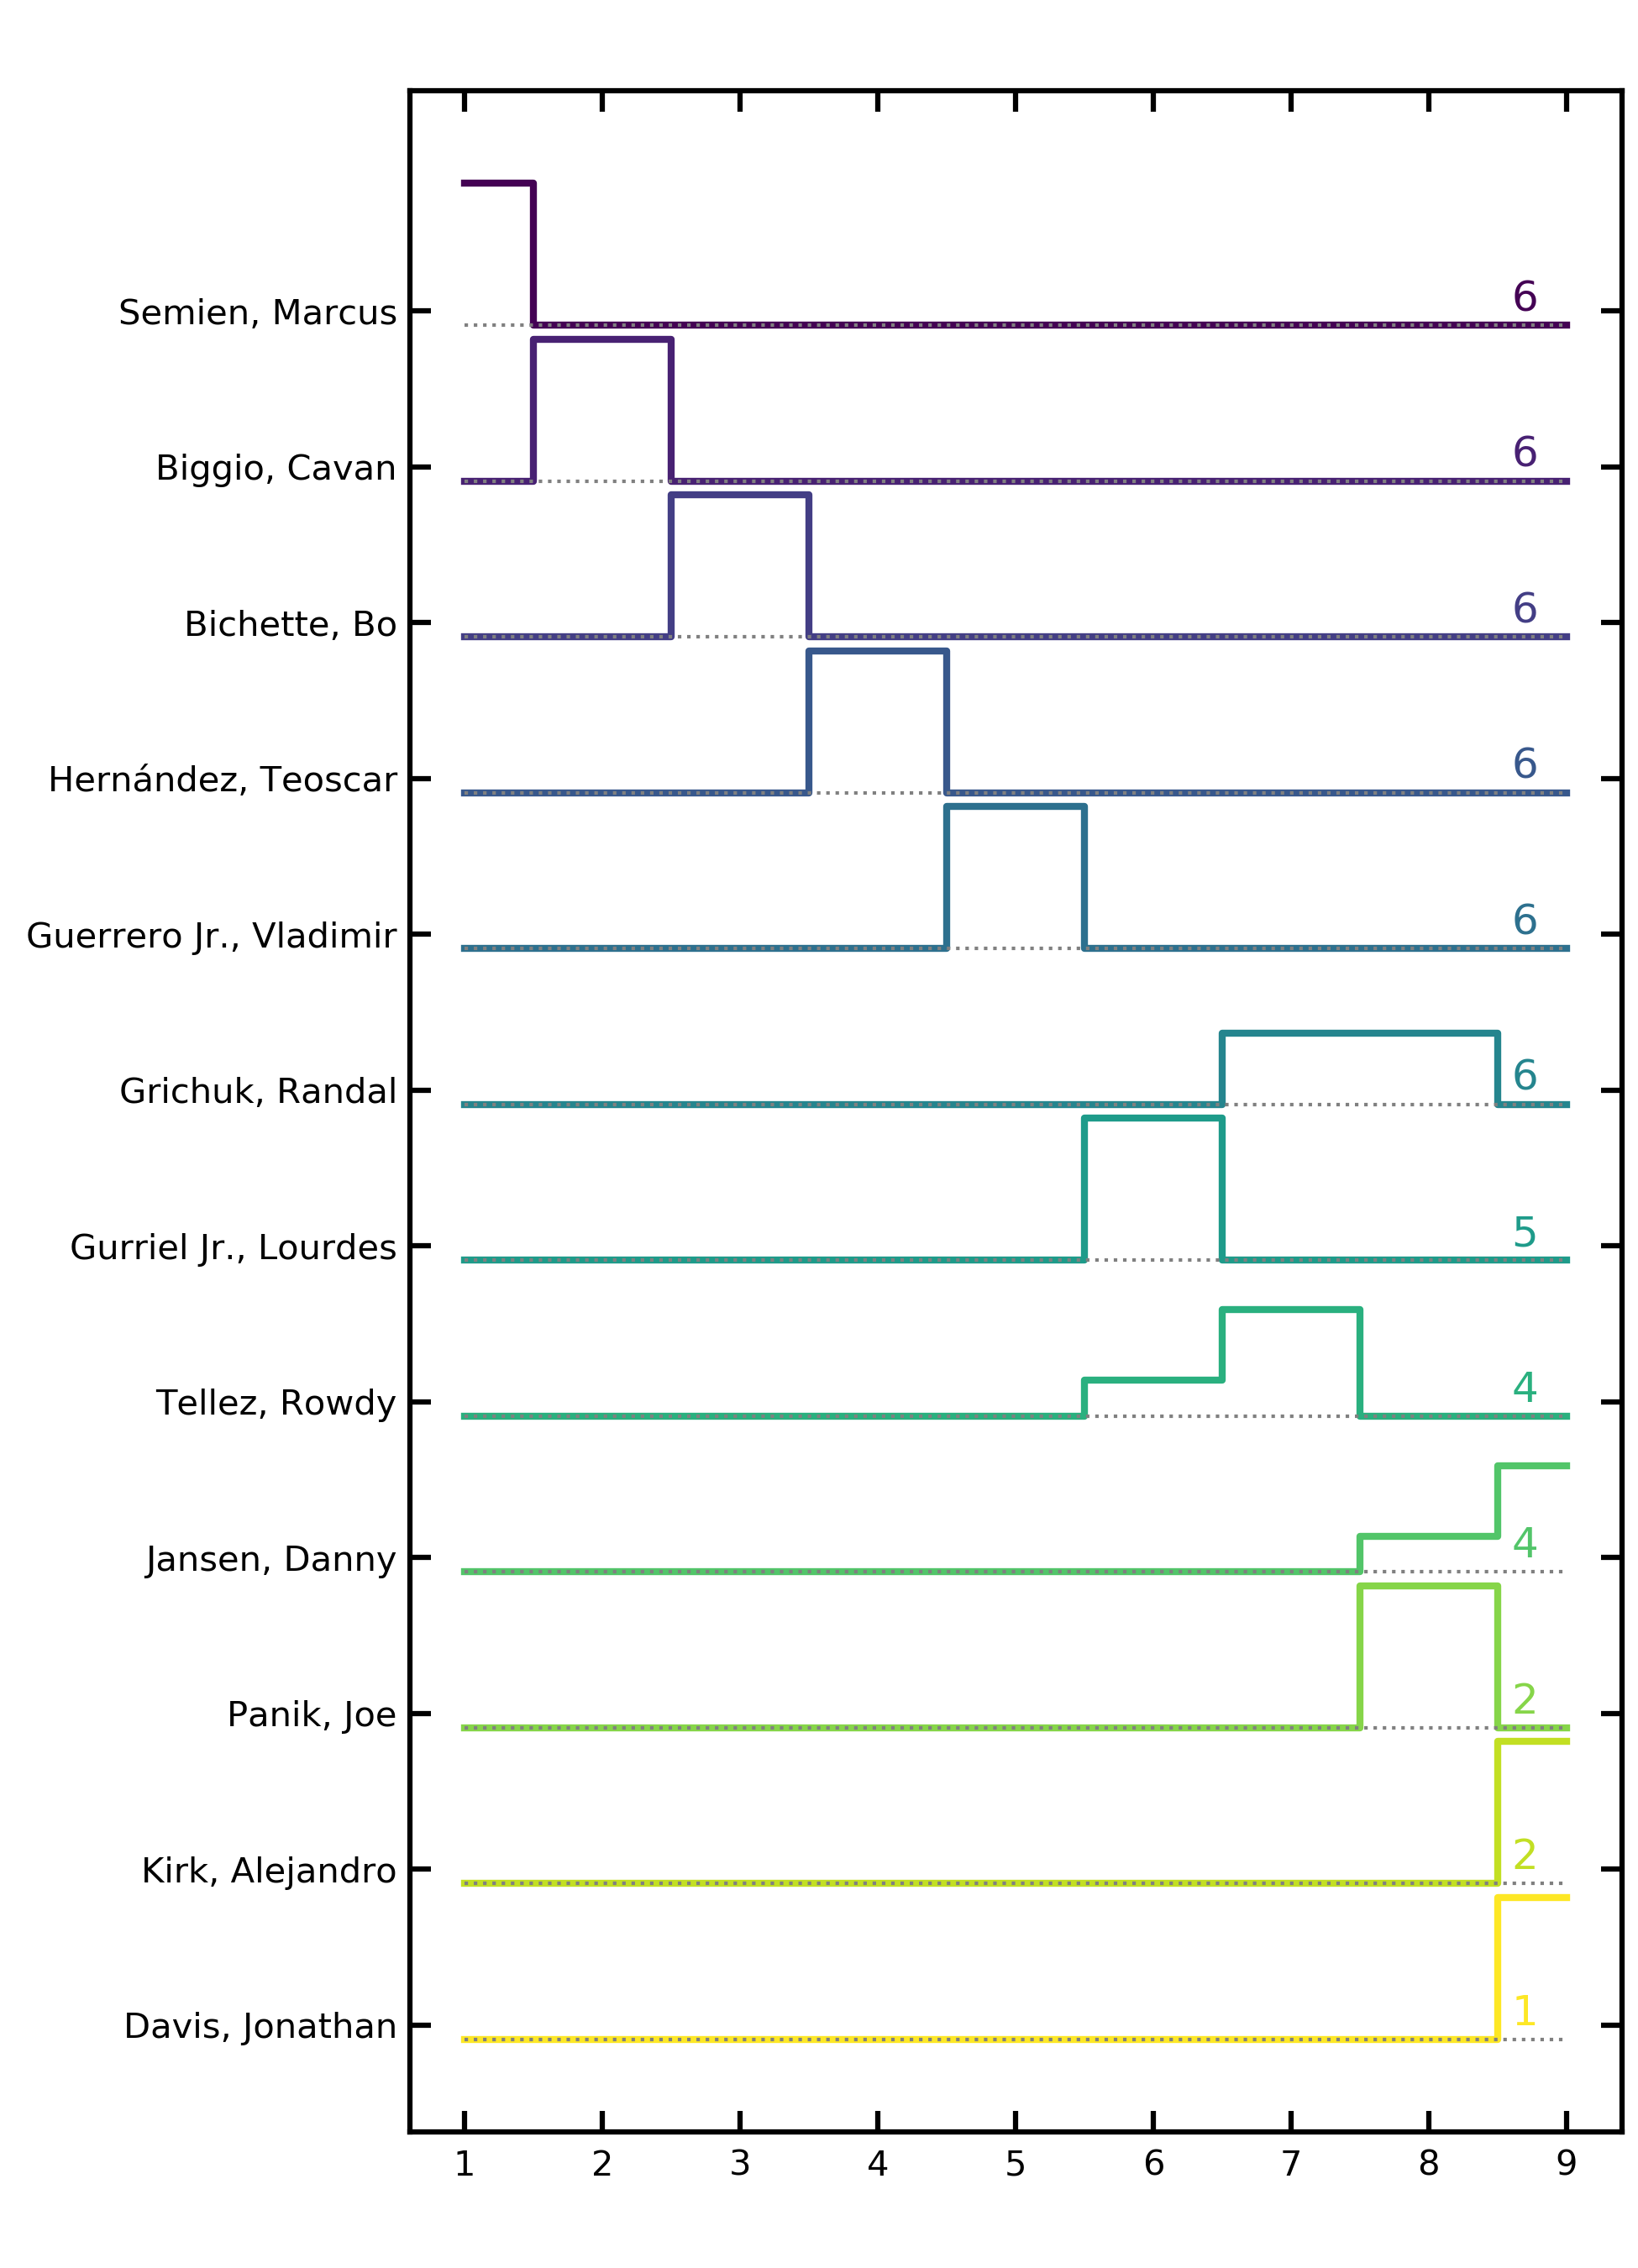 Semien, Marcus 6
Biggio, Cavan 6
Bichette, Bo 6
Hernández, Teoscar 6
Guerrero Jr., Vladimir 6
Grichuk, Randal 6
Gurriel Jr., Lourdes 5
Tellez, Rowdy 4
Jansen, Danny 4
Panik, Joe 2
Kirk, Alejandro 2
Davis, Jonathan 1
1 2 3 4 5 6 7 8 9